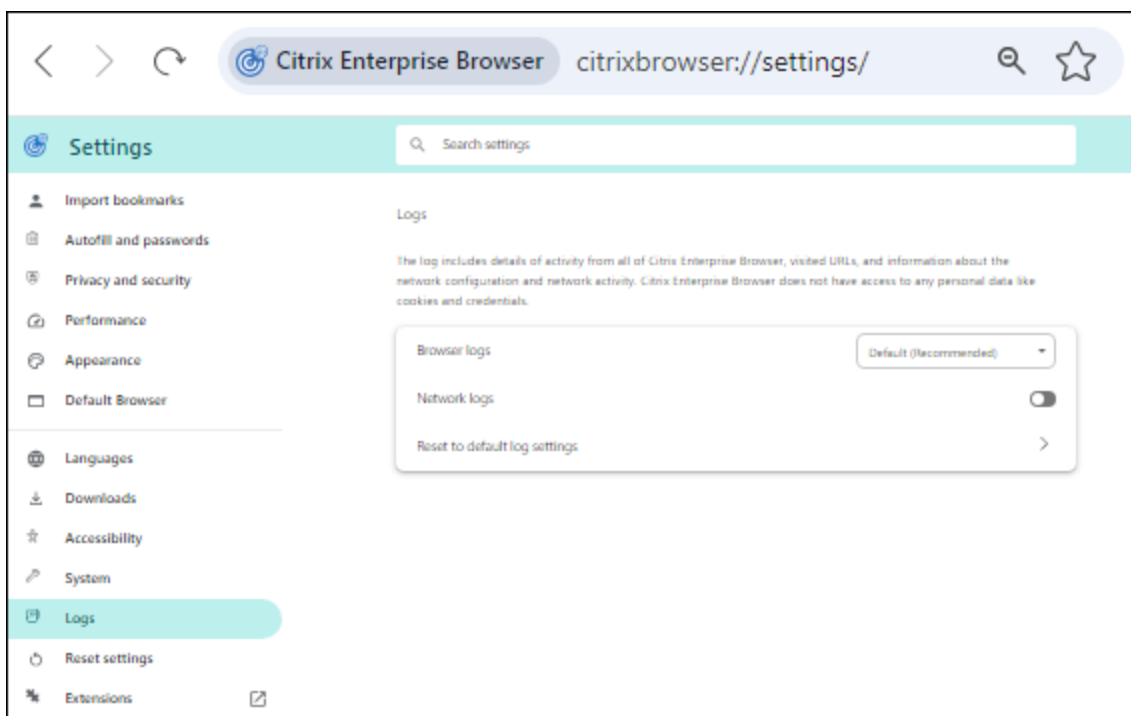 Citrix Enterprise Browser citrixbrowser://settings/
Settings
Search settings
Import bookmarks
Autofill and passwords
Privacy and security
Performance
Appearance
Default Browser
Languages
Downloads
Accessibility
System
Logs
Reset settings
Extensions
Logs
The log includes details of activity from all of Citrix Enterprise Browser, visited URLs, and information about the
network configuration and network activity. Citrix Enterprise Browser does not have access to any personal data like
cookies and credentials.
Browser logs Default (Recommended)
Network logs
Reset to default log settings